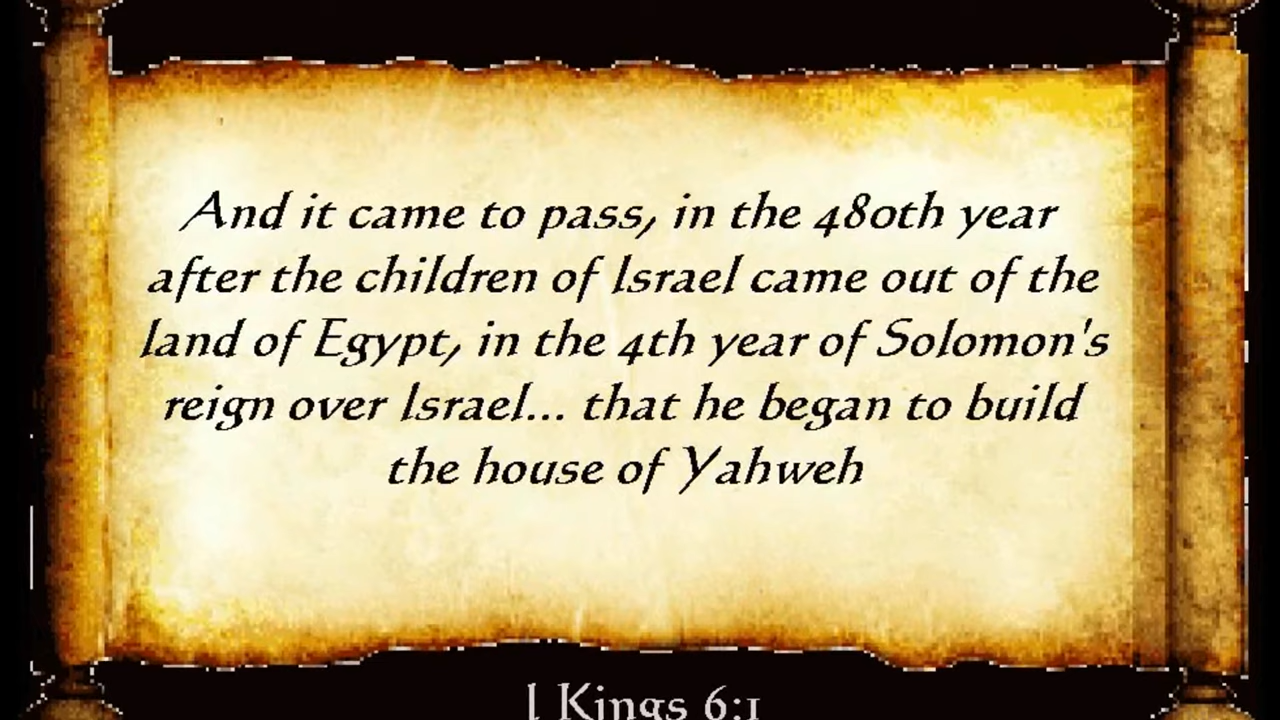 And it came to pass, in the 480th year
after the children of Israel came out of the
land of Egypt, in the 4th year of Solomon's
reign over Israel... that he began to build
the house of Yahweh
I Kings 6:1